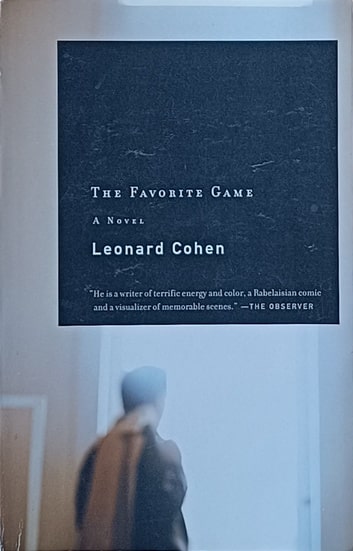 The Favorite Game
A Novel
Leonard Cohen
"He is a writer of terrific energy and color, a Rabelaisian comic
and a visualizer of memorable scenes." —THE OBSERVER